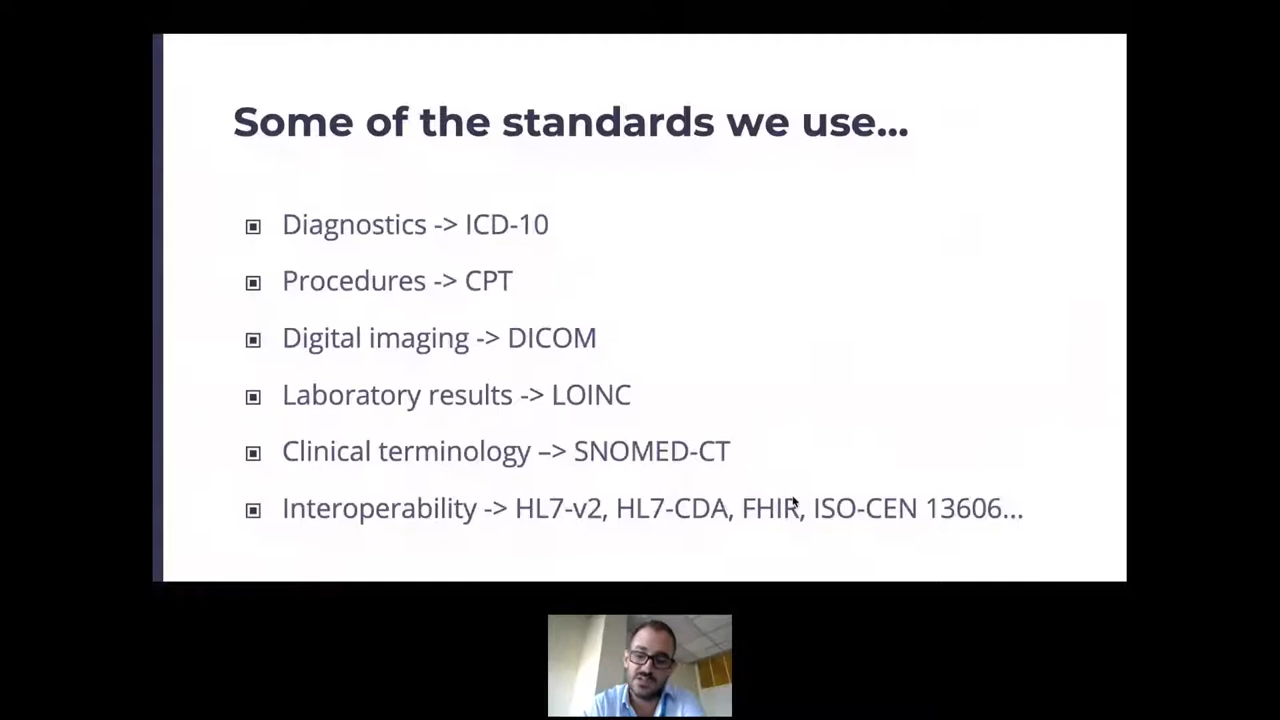 Some of the standards we use...
Diagnostics -> ICD-10
Procedures -> CPT
Digital imaging -> DICOM
Laboratory results -> LOINC
Clinical terminology –> SNOMED-CT
Interoperability -> HL7-v2, HL7-CDA, FHIR, ISO-CEN 13606...